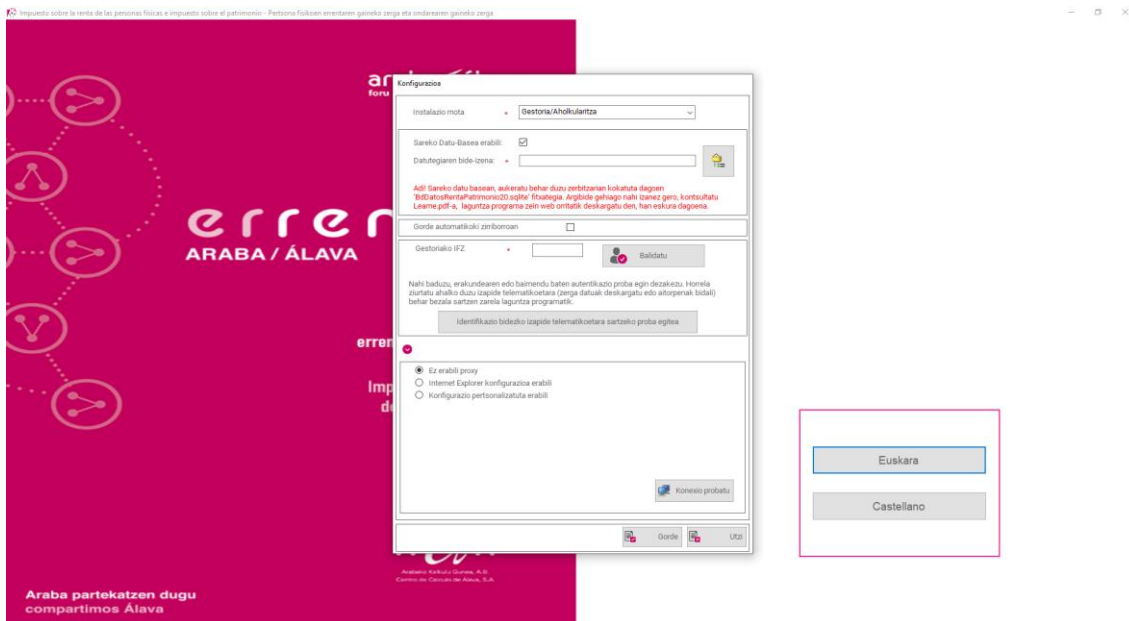 Impuesto sobre la renta de las personas físicas e impuesto sobre el patrimonio - Pertsona fisikoen errentaren gaineko zerga eta ondarearen gaineko zerga
ar
foru
erren
ARABA / ÁLAVA
errer
Imp
de
Arabako Kalkulu Gunea, A.B.
Centro de Cálculo de Álava, S.A.
Araba partekatzen dugu
compartimos Álava
Konfigurazioa
Instalazio mota * Gestoria/Aholkularitza
Sareko Datu-Basea erabili:
Datutegiaren bide-izena: *
Adi! Sareko datu basean, aukeratu behar duzu zerbitzarian kokatuta dagoen
'BdDatosRentaPatrimonio20.sqlite' fitxategia. Argibide gehiago nahi izanez gero, kontsultatu
Leame.pdf-a, laguntza programa zein web orritatik deskargatu den, han eskura dagoena.
Gorde automatikoki zirriborroan
Gestoriako IFZ * Balidatu
Nahi baduzu, erakundearen edo baimendu baten autentikazio proba egin dezakezu. Horrela
ziurtatu ahalko duzu izapide telematikoetara (zerga datuak deskargatu edo aitorpenak bidali)
behar bezala sartzen zarela laguntza programatik.
Identifikazio bidezko izapide telematikoetara sartzeko proba egitea
Ez erabili proxy
Internet Explorer konfigurazioa erabili
Konfigurazio pertsonalizatuta erabili
Konexio probatu
Gorde Utzi
Euskara
Castellano